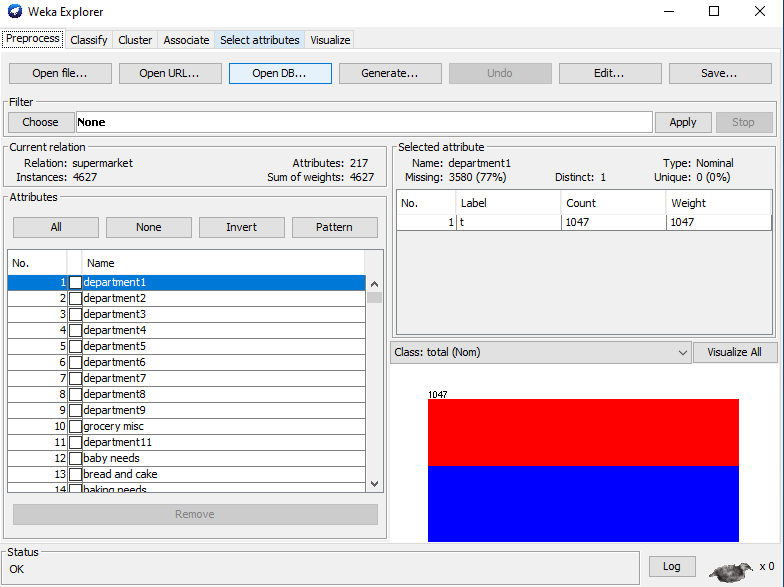 Weka Explorer
Preprocess Classify Cluster Associate Select attributes Visualize
Open file... Open URL... Open DB... Generate... Undo Edit... Save...
Filter
Choose None Apply Stop
Current relation
Relation: supermarket Attributes: 217
Instances: 4627 Sum of weights: 4627
Attributes
All None Invert Pattern
No. Name
1 department1
2 department2
3 department3
4 department4
5 department5
6 department6
7 department7
8 department8
9 department9
10 grocery misc
11 department11
12 baby needs
13 bread and cake
14 baking needs
Remove
Selected attribute
Name: department1 Type: Nominal
Missing: 3580 (77%) Distinct: 1 Unique: 0 (0%)
No. Label Count Weight
1 t 1047 1047
Class: total (Nom) Visualize All
1047
Status
OK Log x 0